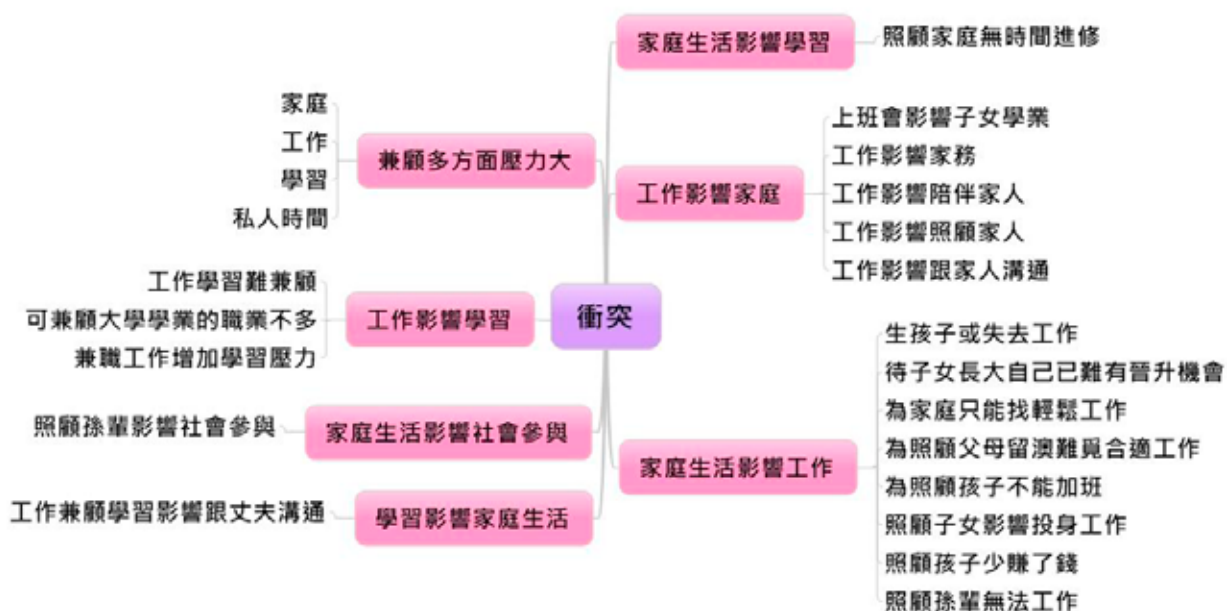 衝突
兼顧多方面壓力大
家庭
工作
學習
私人時間
工作影響學習
工作學習難兼顧
可兼顧大學學業的職業不多
兼職工作增加學習壓力
家庭生活影響社會參與
照顧孫輩影響社會參與
學習影響家庭生活
工作兼顧學習影響跟丈夫溝通
家庭生活影響學習
照顧家庭無時間進修
工作影響家庭
上班會影響子女學業
工作影響家務
工作影響陪伴家人
工作影響照顧家人
工作影響跟家人溝通
家庭生活影響工作
生孩子或失去工作
待子女長大自己已難有晉升機會
為家庭只能找輕鬆工作
為照顧父母留澳難覓合適工作
為照顧孩子不能加班
照顧子女影響投身工作
照顧孩子少賺了錢
照顧孫輩無法工作